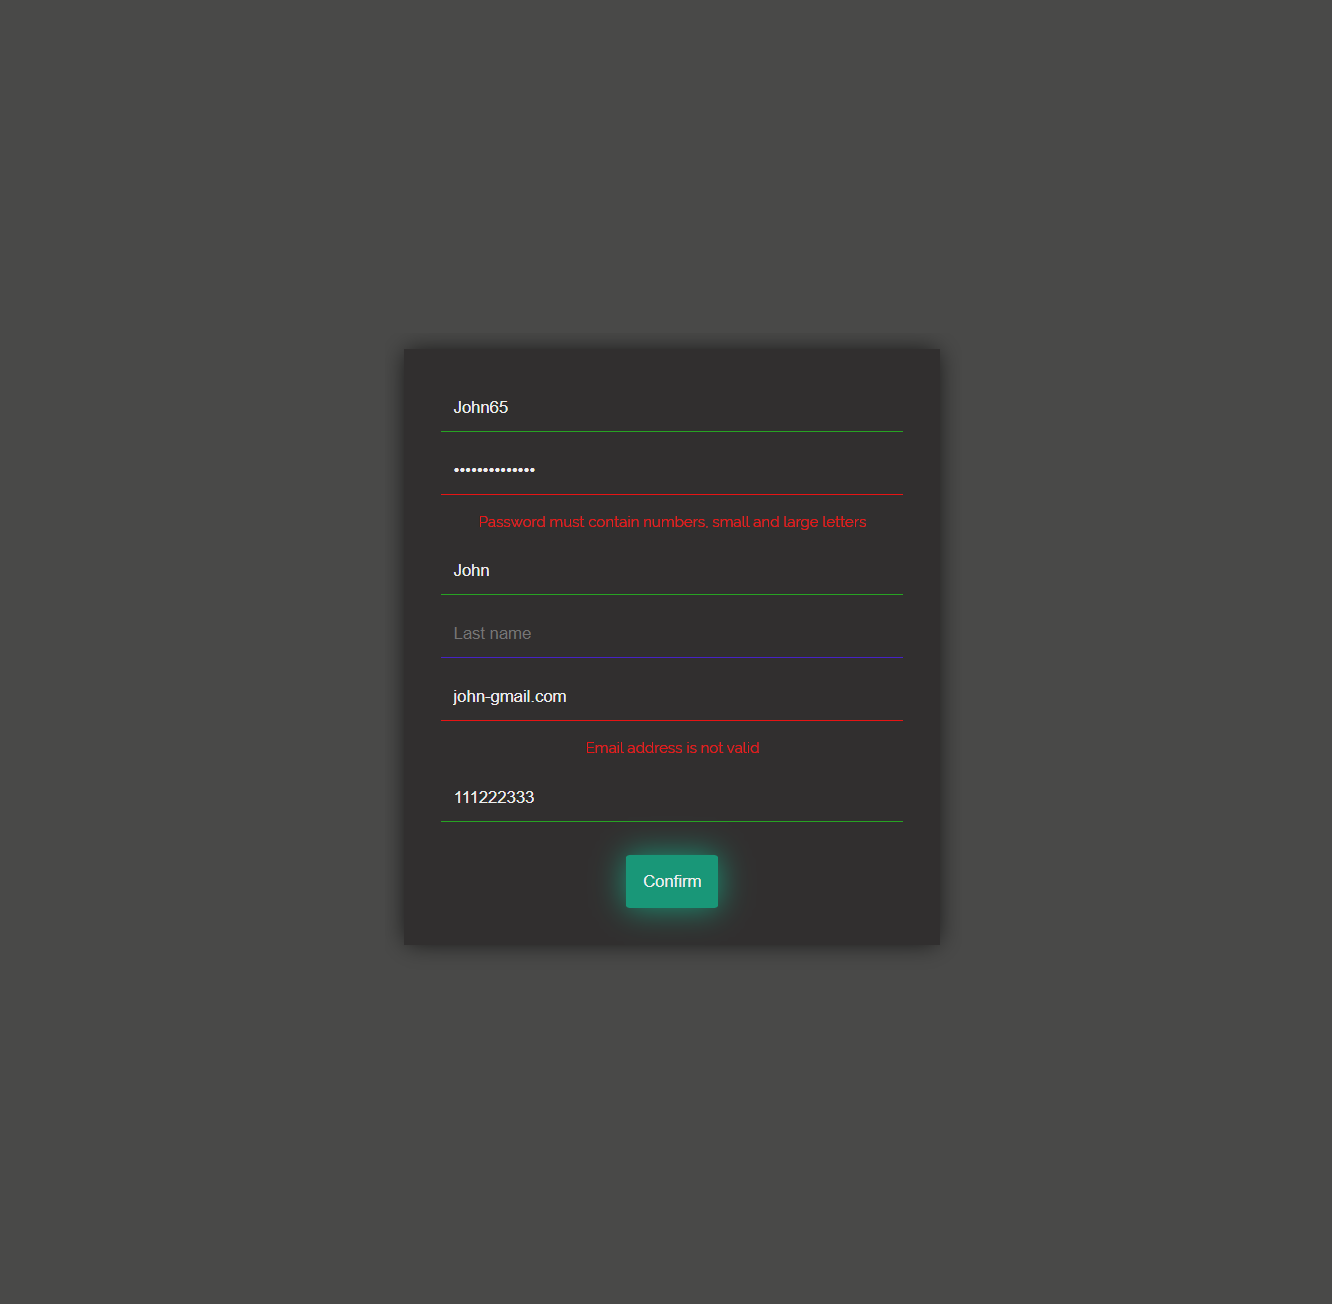 John65
••••••••••••••
Password must contain numbers, small and large letters
John
Last name
john-gmail.com
Email address is not valid
111222333
Confirm